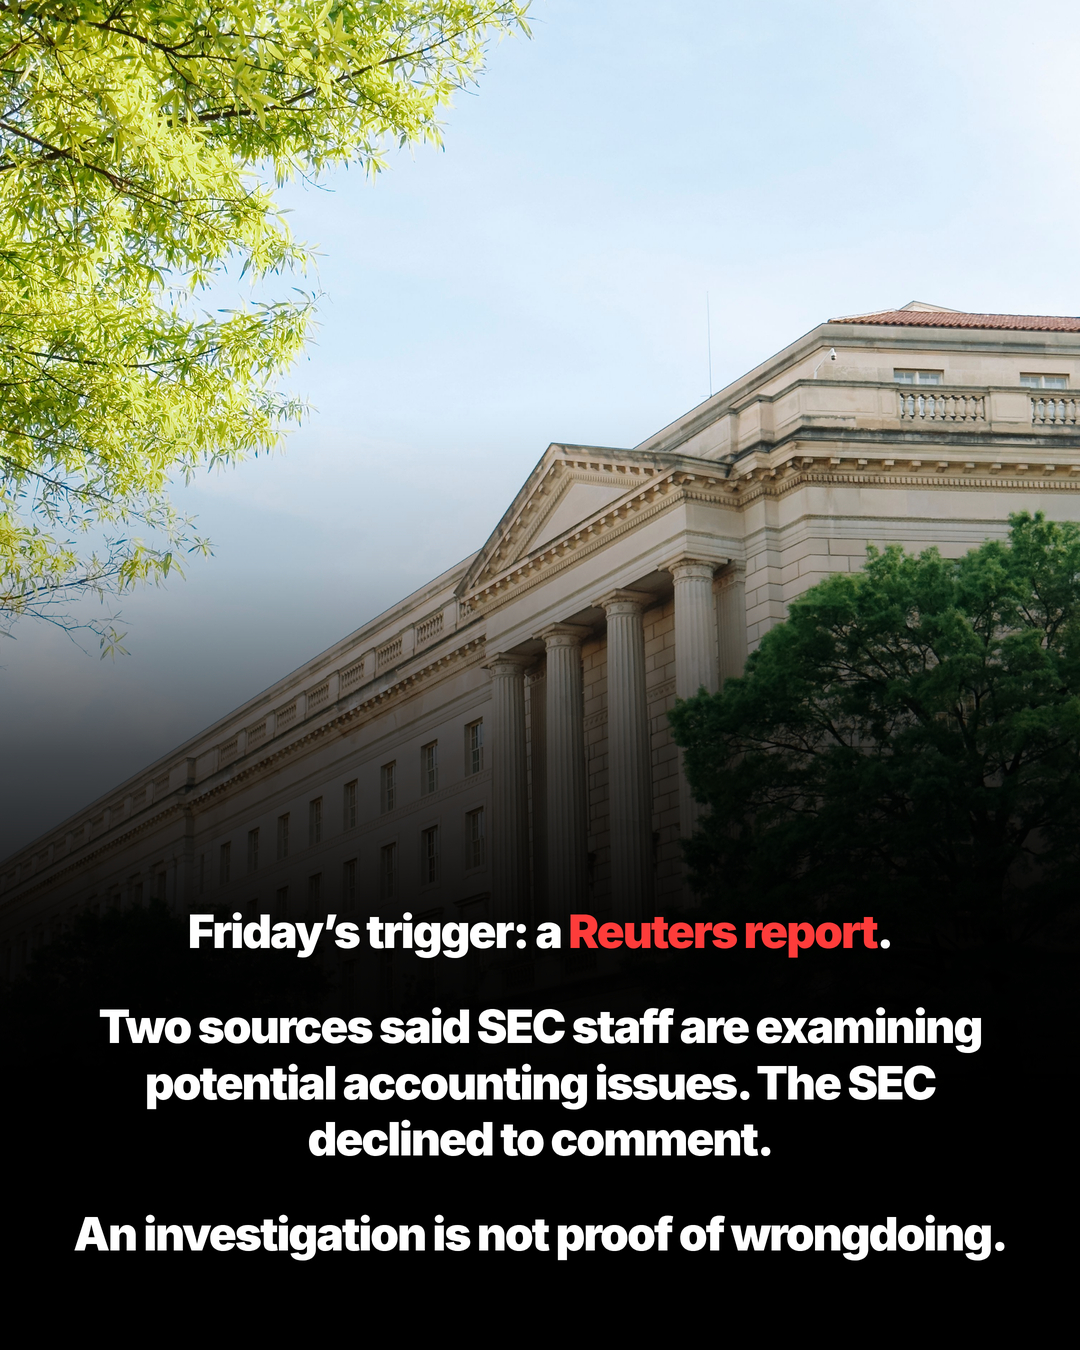 Friday’s trigger: a Reuters report.
Two sources said SEC staff are examining
potential accounting issues. The SEC
declined to comment.
An investigation is not proof of wrongdoing.